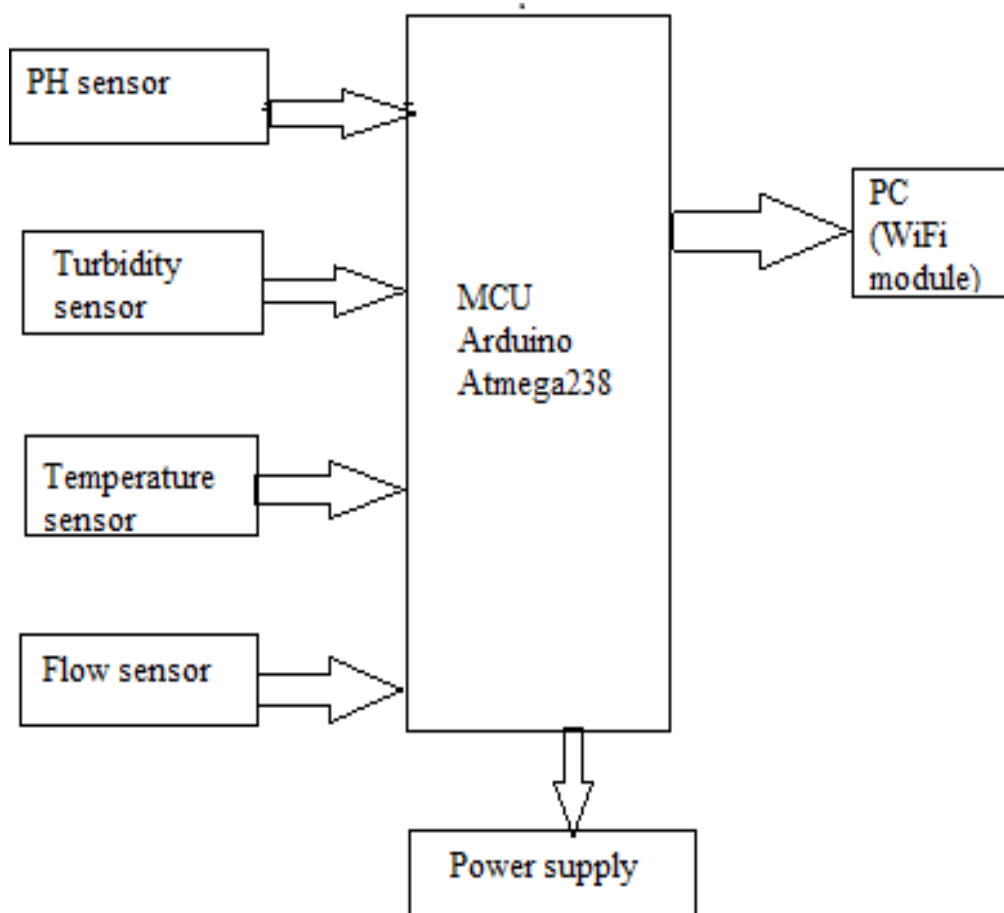 PH sensor
Turbidity
sensor
Temperature
sensor
Flow sensor
MCU
Arduino
Atmega238
PC
(WiFi
module)
Power supply